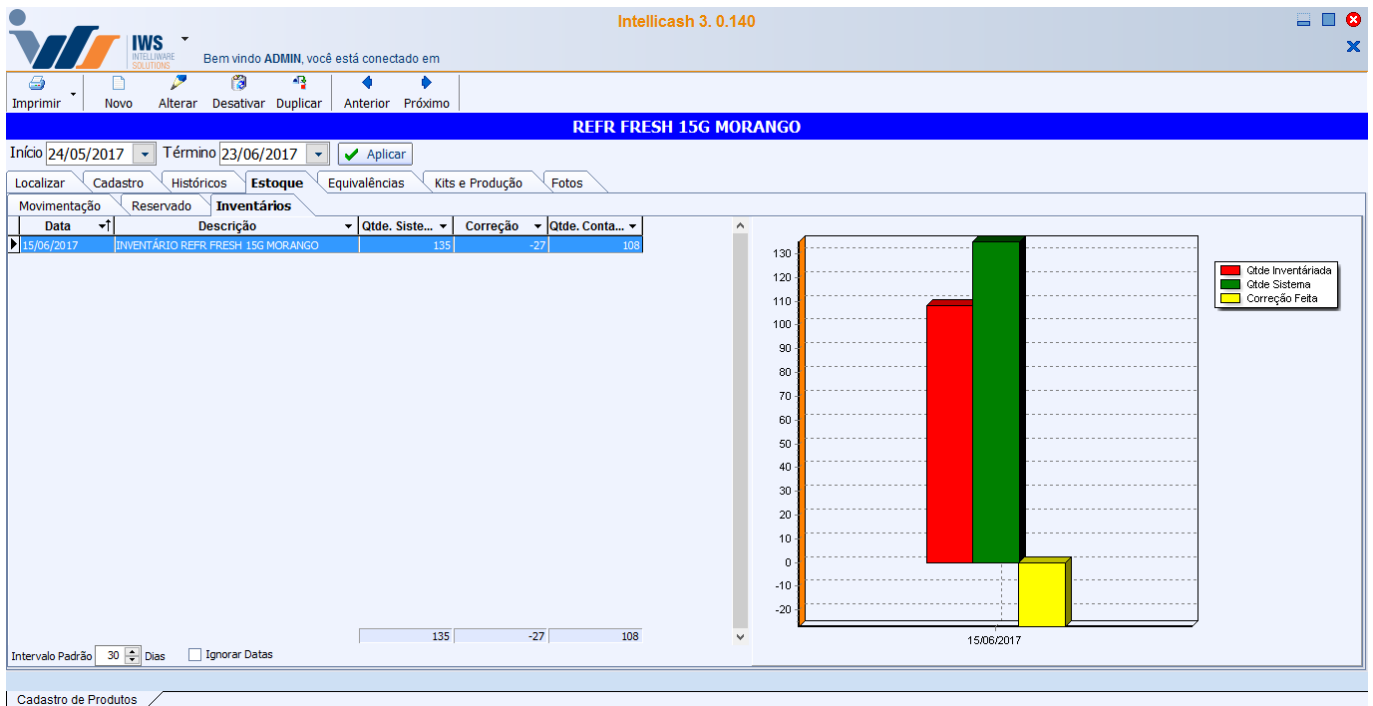 Intellicash 3. 0.140
IWS
INTELLIWARE
SOLUTIONS
Bem vindo ADMIN, você está conectado em
Imprimir Novo Alterar Desativar Duplicar Anterior Próximo
REFR FRESH 15G MORANGO
Início 24/05/2017 Término 23/06/2017 Aplicar
Localizar Cadastro Históricos Estoque Equivalências Kits e Produção Fotos
Movimentação Reservado Inventários
Data Descrição Qtde. Siste... Correção Qtde. Conta...
15/06/2017 INVENTÁRIO REFR FRESH 15G MORANGO 135 -27 108
135 -27 108
Intervalo Padrão 30 Dias Ignorar Datas
130
120
110
100
90
80
70
60
50
40
30
20
10
0
-10
-20
15/06/2017
Qtde Inventáriada
Qtde Sistema
Correção Feita
Cadastro de Produtos